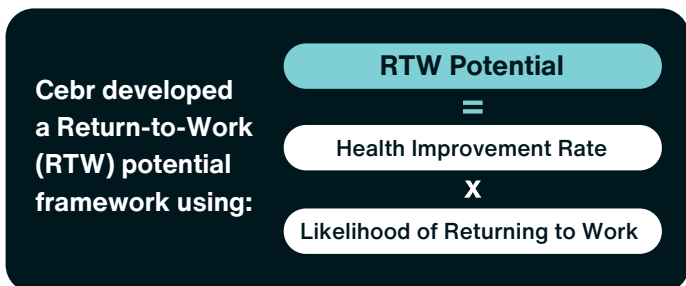 Cebr developed
a Return-to-Work
(RTW) potential
framework using:
RTW Potential
=
Health Improvement Rate
x
Likelihood of Returning to Work